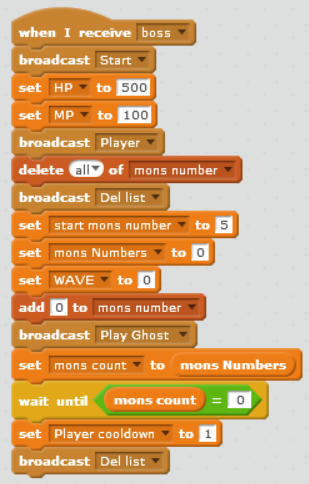 when I receive boss
broadcast Start
set HP to 500
set MP to 100
broadcast Player
delete all of mons number
broadcast Del list
set start mons number to 5
set mons Numbers to 0
set WAVE to 0
add 0 to mons number
broadcast Play Ghost
set mons count to mons Numbers
wait until mons count = 0
set Player cooldown to 1
broadcast Del list